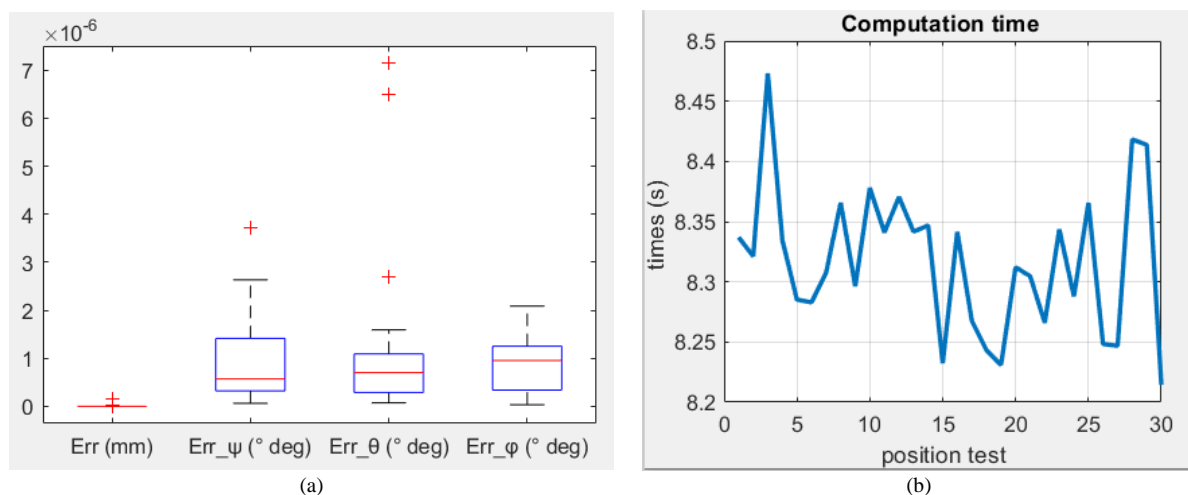 ×10⁻⁶
7
6
5
4
3
2
1
0
Err (mm) Err_ψ (° deg) Err_θ (° deg) Err_φ (° deg)
(a)
Computation time
8.5
8.45
8.4
8.35
8.3
8.25
8.2
times (s)
0 5 10 15 20 25 30
position test
(b)